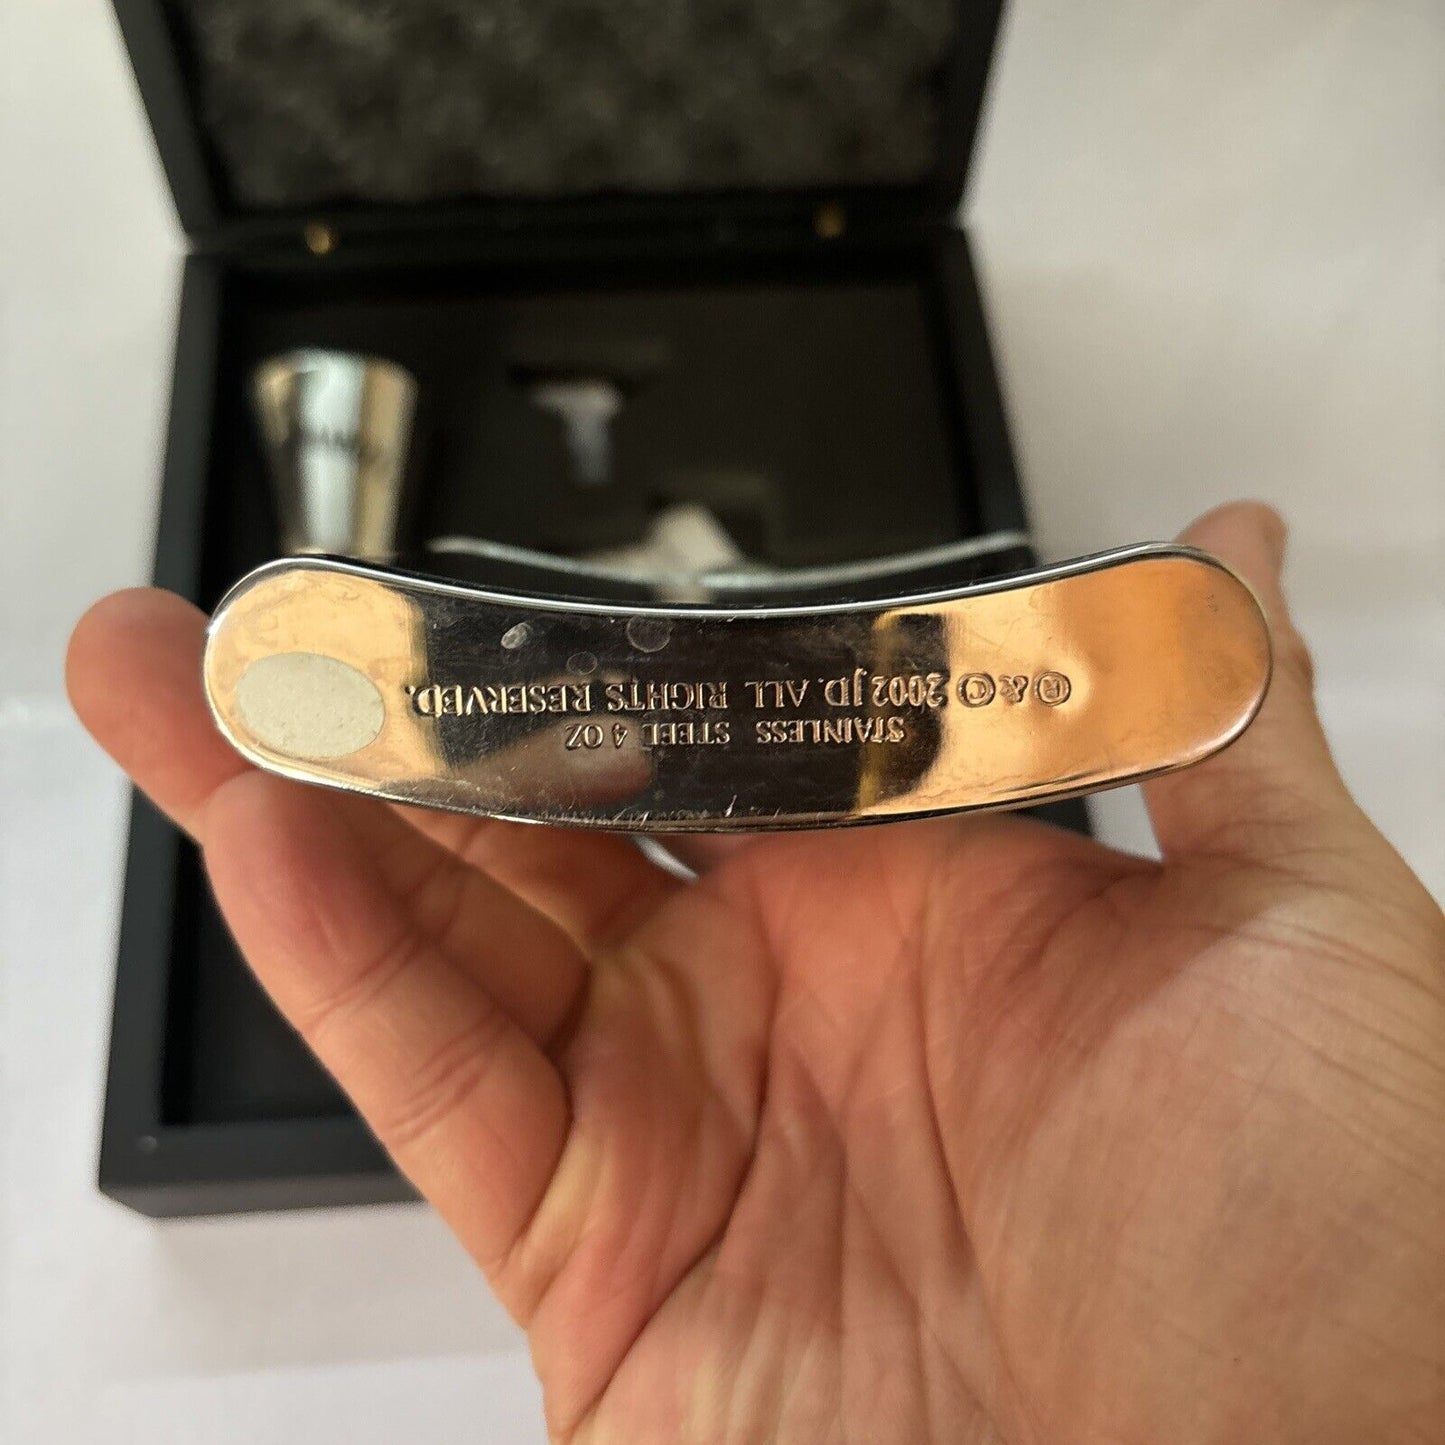 ® & © 2002 JD. ALL RIGHTS RESERVED.
STAINLESS STEEL 4 OZ